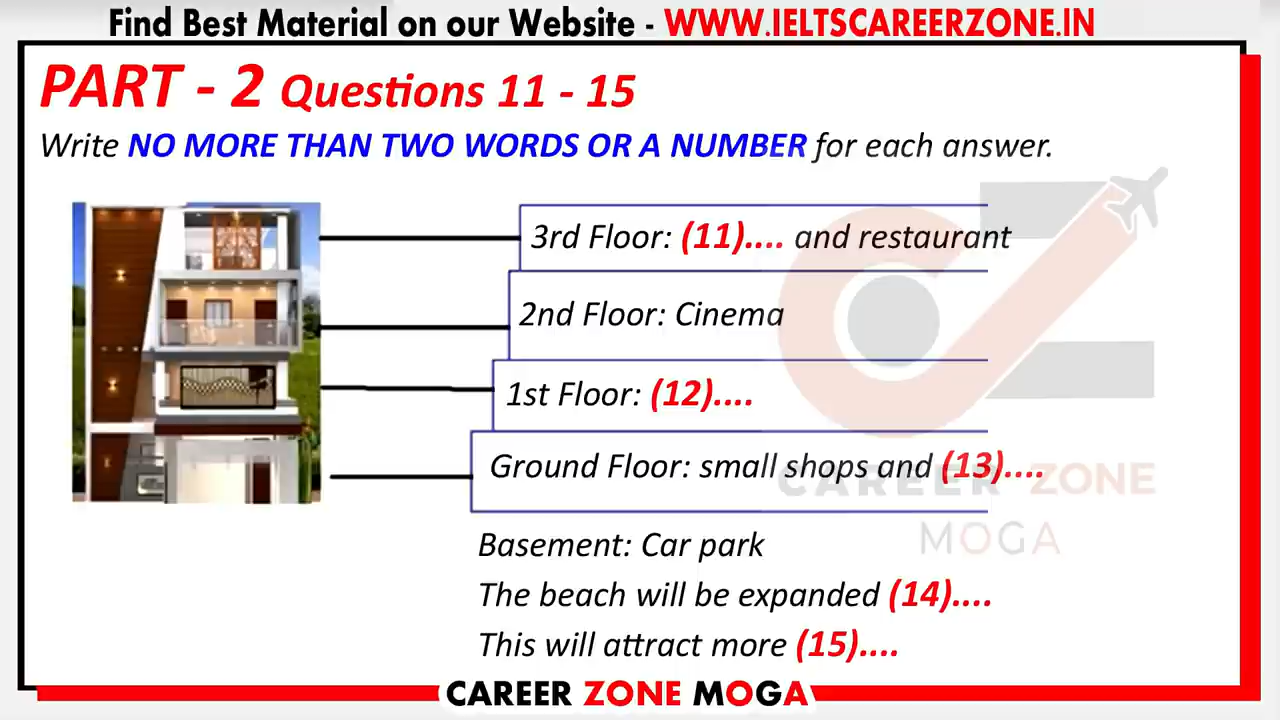 Find Best Material on our Website - WWW.IELTSCAREERZONE.IN
PART - 2 Questions 11 - 15
Write NO MORE THAN TWO WORDS OR A NUMBER for each answer.
3rd Floor: (11).... and restaurant
2nd Floor: Cinema
1st Floor: (12)....
Ground Floor: small shops and (13)....
CAREER ZONE
MOGA
Basement: Car park
The beach will be expanded (14)....
This will attract more (15)....
CAREER ZONE MOGA